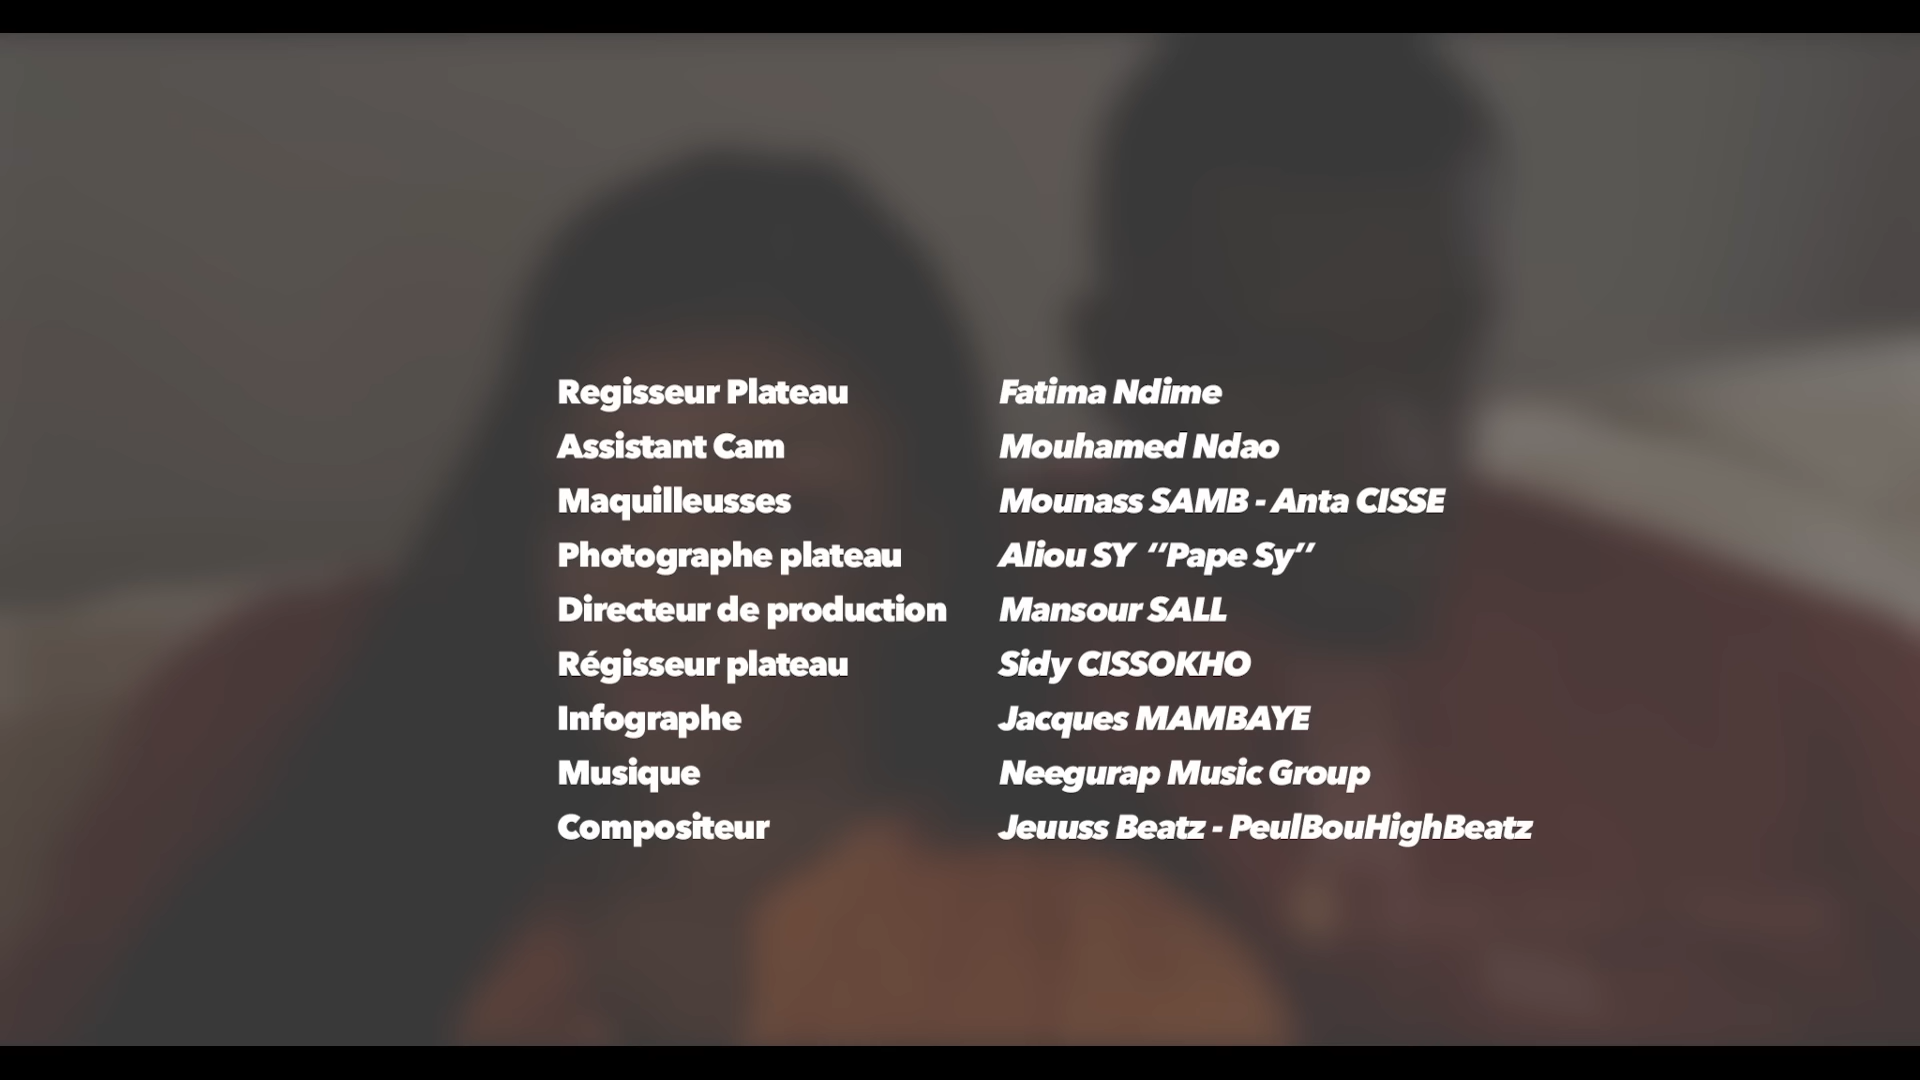 Regisseur Plateau Fatima Ndime
Assistant Cam Mouhamed Ndao
Maquilleusses Mounass SAMB - Anta CISSE
Photographe plateau Aliou SY ‘’Pape Sy’’
Directeur de production Mansour SALL
Régisseur plateau Sidy CISSOKHO
Infographe Jacques MAMBAYE
Musique Neegurap Music Group
Compositeur Jeuuss Beatz - PeulBouHighBeatz